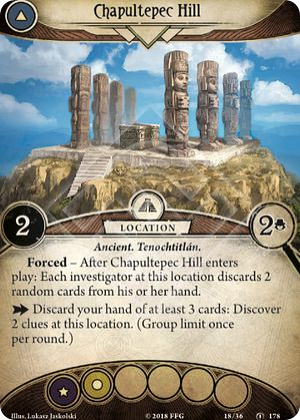 Chapultepec Hill
2
LOCATION
2
Ancient. Tenochtitlán.
Forced – After Chapultepec Hill enters
play: Each investigator at this location discards 2
random cards from his or her hand.
Discard your hand of at least 3 cards: Discover
2 clues at this location. (Group limit once
per round.)
Illus. Lukasz Jaskolski
© 2018 FFG
18/36
178